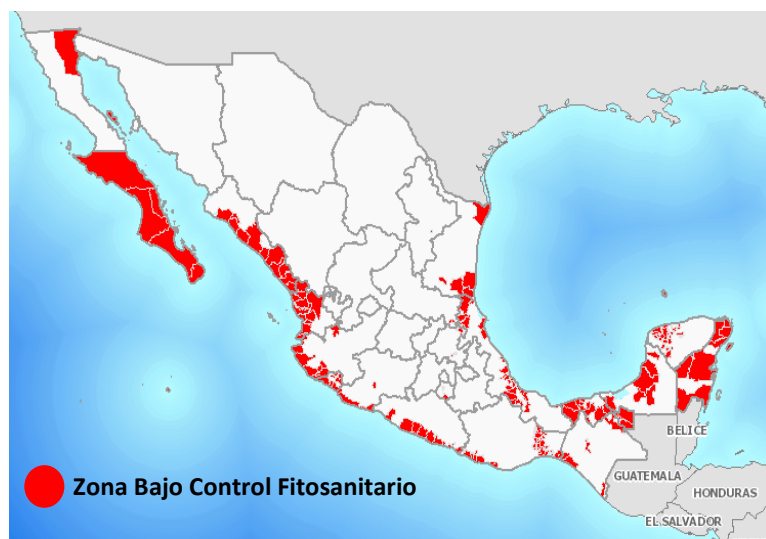 BELICE
GUATEMALA
HONDURAS
EL SALVADOR
Zona Bajo Control Fitosanitario